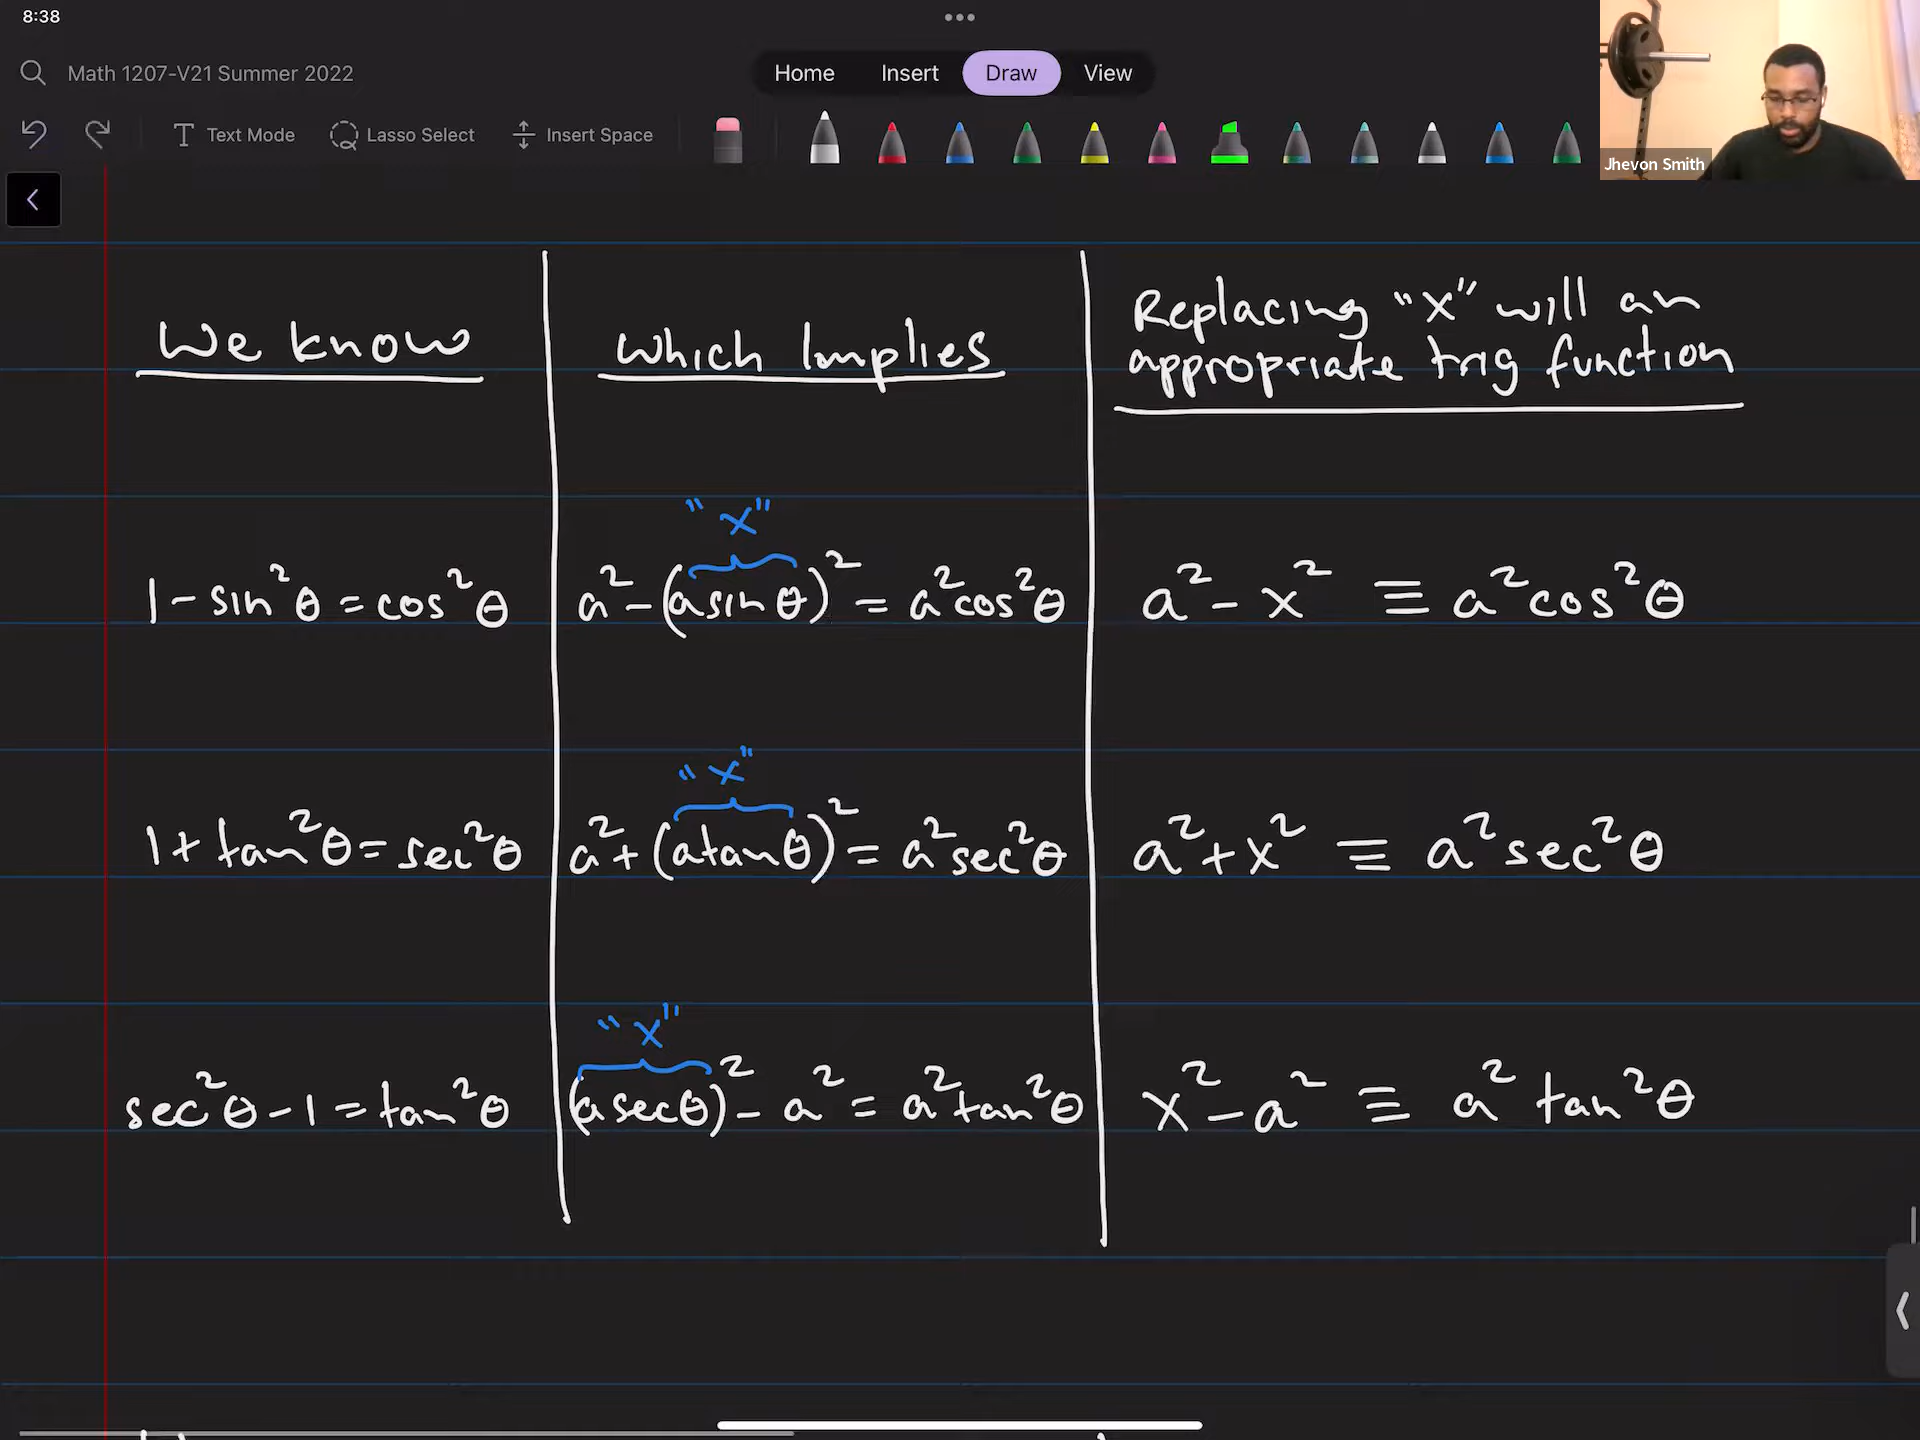 8:38
Math 1207-V21 Summer 2022
Home Insert Draw View
Text Mode Lasso Select Insert Space
Jhevon Smith
We know
Which Implies
Replacing "x" will an
appropriate trig function
"x"
1 - sin²θ = cos²θ
a² - (a sin θ)² = a²cos²θ
a² - x² ≡ a²cos²θ
"x"
1 + tan²θ = sec²θ
a² + (a tan θ)² = a²sec²θ
a² + x² ≡ a²sec²θ
"x"
sec²θ - 1 = tan²θ
(a secθ)² - a² = a²tan²θ
x² - a² ≡ a² tan²θ